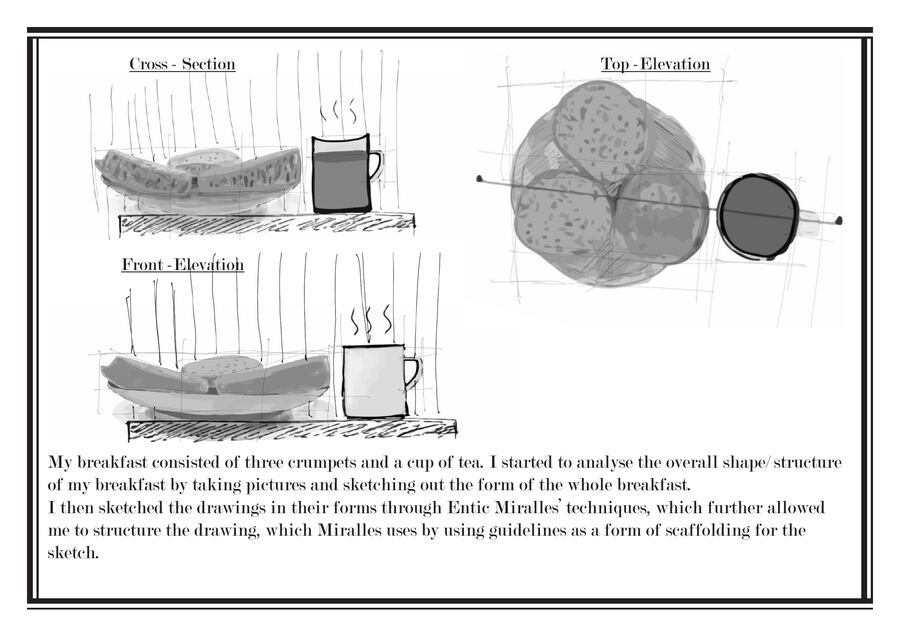 Cross - Section
Top -Elevation
Front -Elevation
My breakfast consisted of three crumpets and a cup of tea. I started to analyse the overall shape/structure
of my breakfast by taking pictures and sketching out the form of the whole breakfast.
I then sketched the drawings in their forms through Entic Miralles' techniques, which further allowed
me to structure the drawing, which Miralles uses by using guidelines as a form of scaffolding for the
sketch.